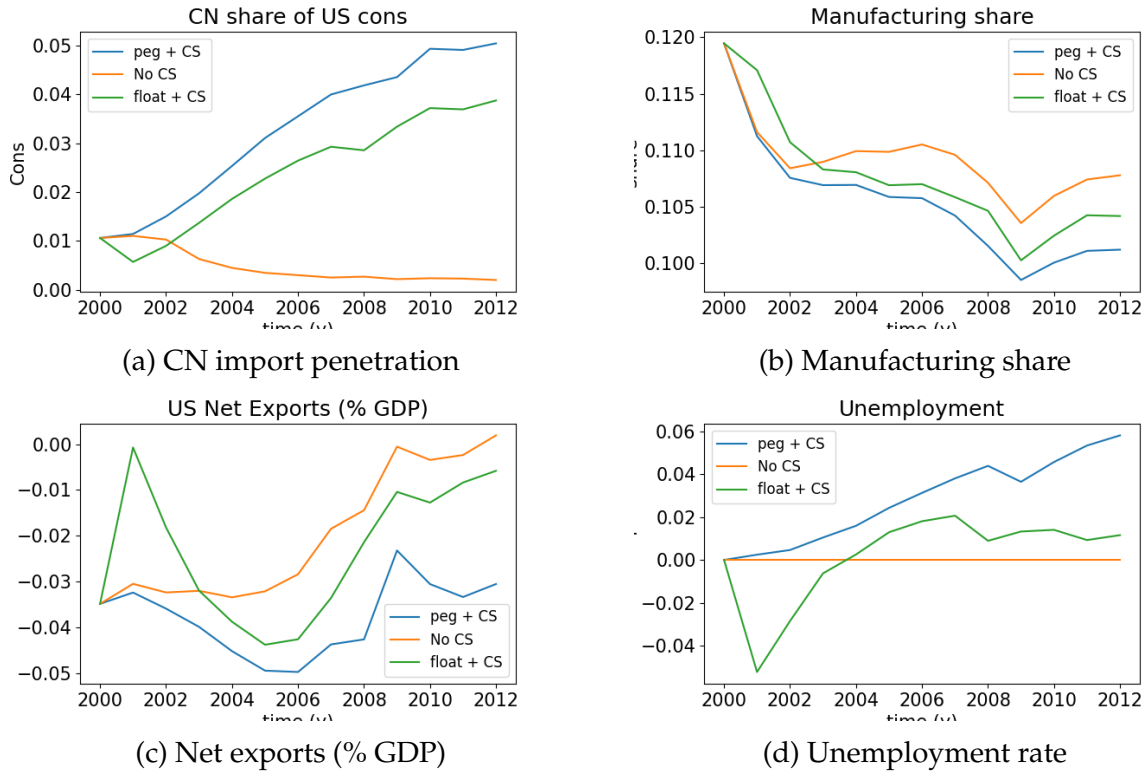 CN share of US cons
0.05
0.04
0.03
0.02
0.01
0.00
Cons
peg + CS
No CS
float + CS
2000 2002 2004 2006 2008 2010 2012
time (y)
(a) CN import penetration
Manufacturing share
0.120
0.115
0.110
0.105
0.100
share
peg + CS
No CS
float + CS
2000 2002 2004 2006 2008 2010 2012
time (y)
(b) Manufacturing share
US Net Exports (% GDP)
0.00
−0.01
−0.02
−0.03
−0.04
−0.05
peg + CS
No CS
float + CS
2000 2002 2004 2006 2008 2010 2012
time (y)
(c) Net exports (% GDP)
Unemployment
0.06
0.04
0.02
0.00
−0.02
−0.04
peg + CS
No CS
float + CS
2000 2002 2004 2006 2008 2010 2012
time (y)
(d) Unemployment rate